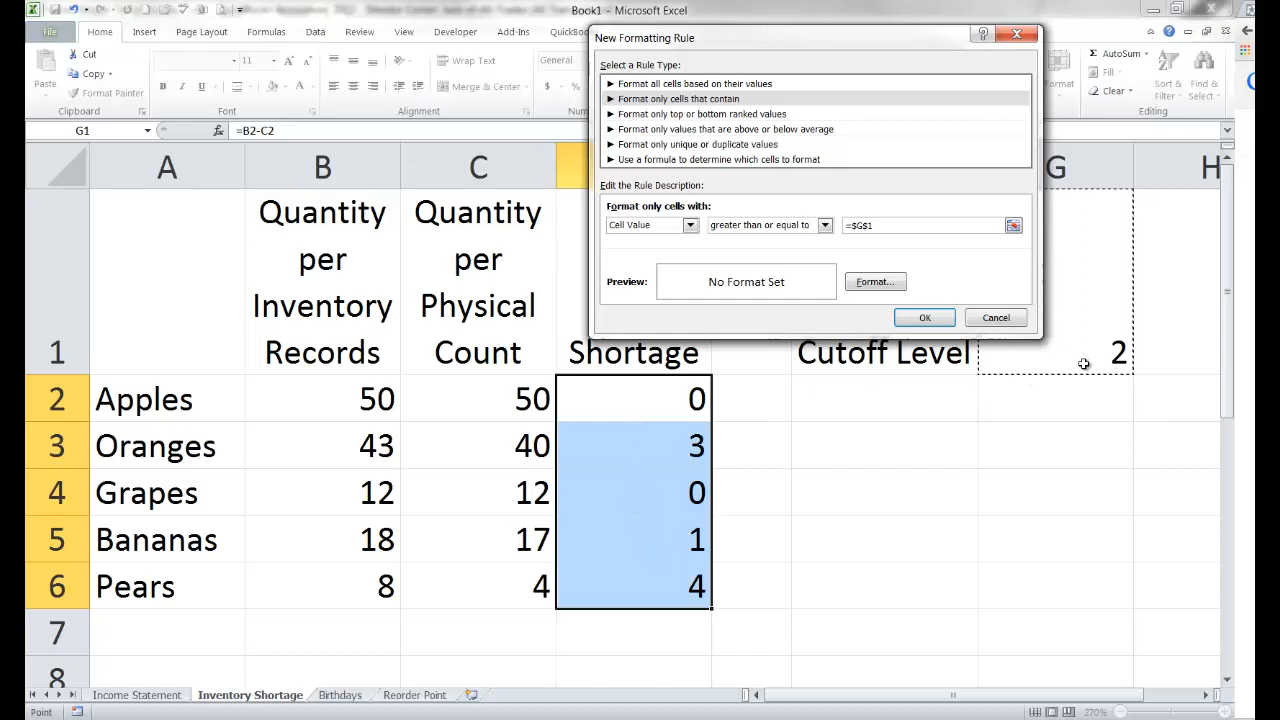 Book1 - Microsoft Excel
File Home Insert Page Layout Formulas Data Review View Developer Add-Ins QuickBoo
Paste
Cut
Copy
Format Painter
Clipboard
11
Font
Wrap Text
Merge & Center
Alignment
General
Format
AutoSum
Fill
Clear
Sort & Filter
Find & Select
Editing
G1 fx =B2-C2
New Formatting Rule
Select a Rule Type:
► Format all cells based on their values
► Format only cells that contain
► Format only top or bottom ranked values
► Format only values that are above or below average
► Format only unique or duplicate values
► Use a formula to determine which cells to format
Edit the Rule Description:
Format only cells with:
Cell Value greater than or equal to =$G$1
Preview: No Format Set Format...
OK Cancel
A B C G H
1 Quantity per Inventory Records Quantity per Physical Count Shortage Cutoff Level 2
2 Apples 50 50 0
3 Oranges 43 40 3
4 Grapes 12 12 0
5 Bananas 18 17 1
6 Pears 8 4 4
7
8
Income Statement Inventory Shortage Birthdays Reorder Point
Point 270%